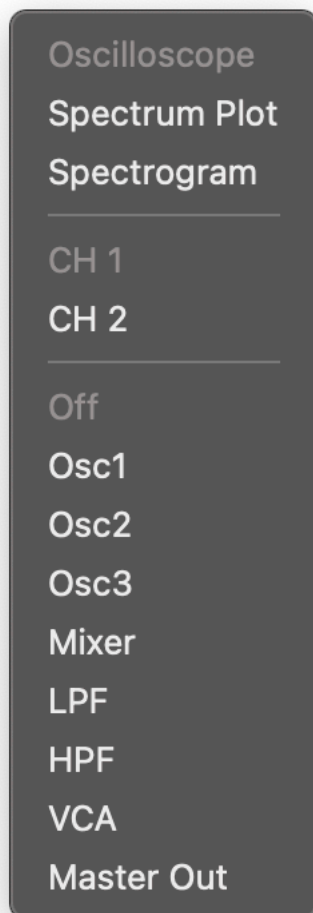 Oscilloscope
Spectrum Plot
Spectrogram
CH 1
CH 2
Off
Osc1
Osc2
Osc3
Mixer
LPF
HPF
VCA
Master Out